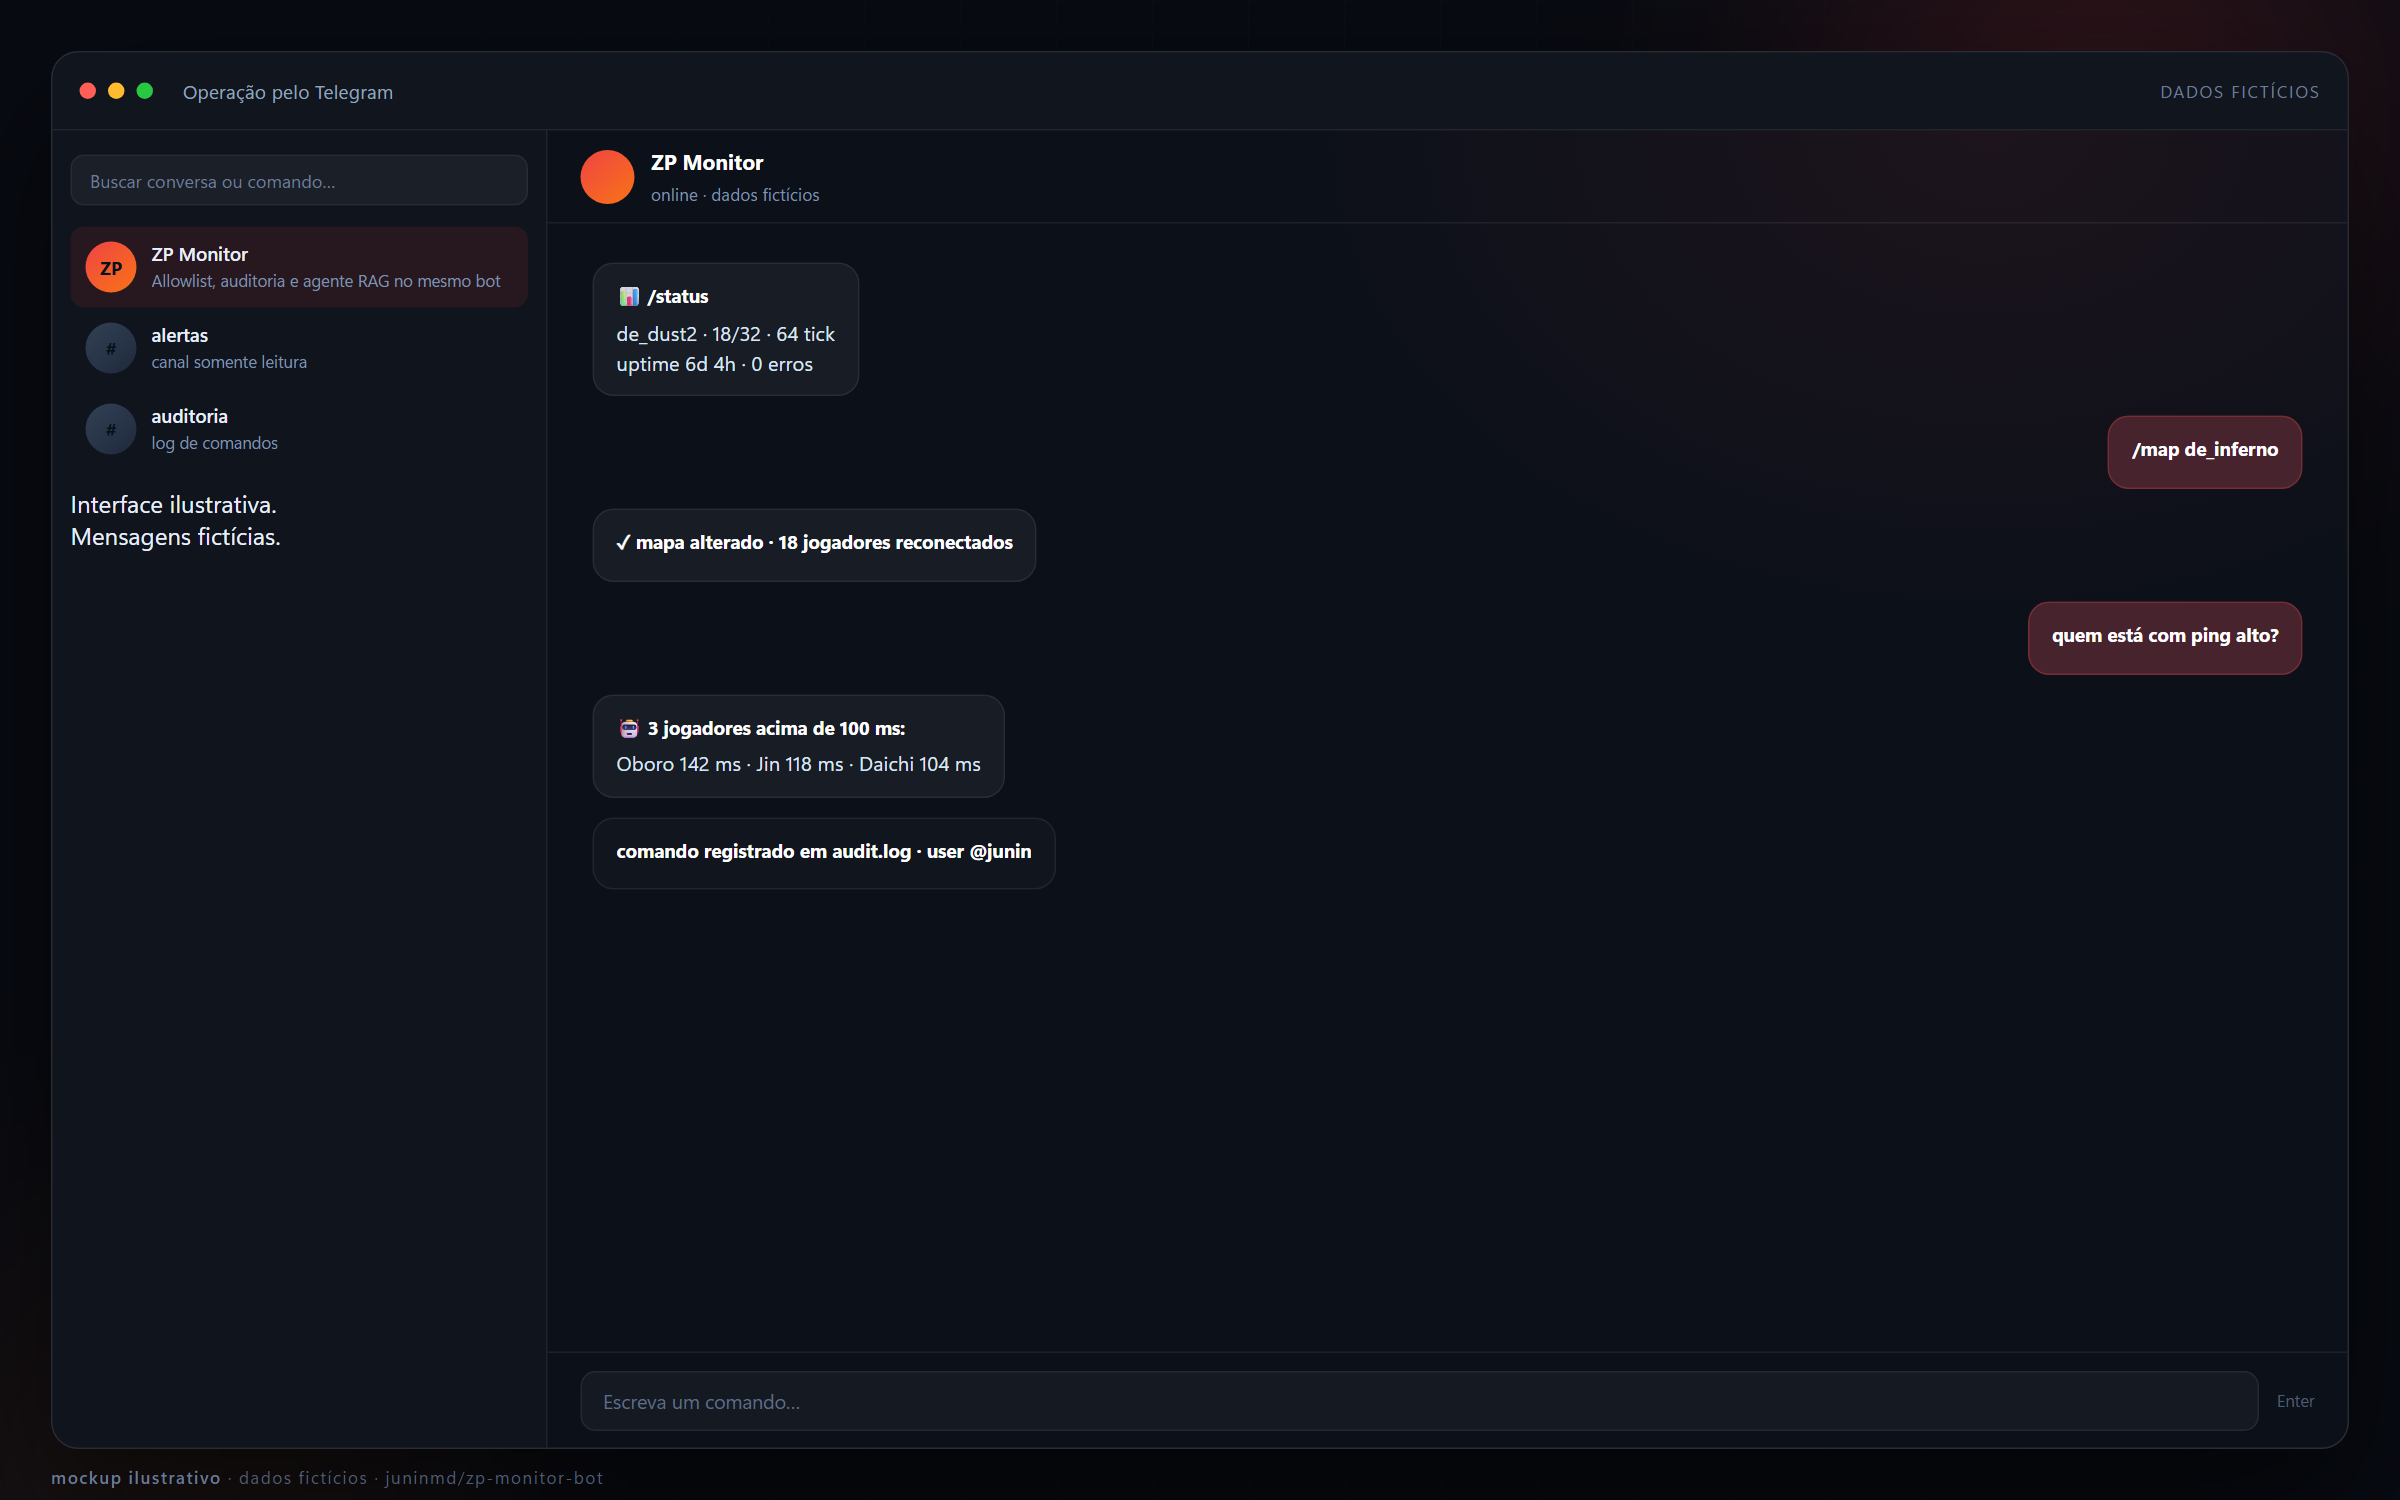 Operação pelo Telegram
DADOS FICTÍCIOS
Buscar conversa ou comando...
ZP
ZP Monitor
Allowlist, auditoria e agente RAG no mesmo bot
#
alertas
canal somente leitura
#
auditoria
log de comandos
Interface ilustrativa.
Mensagens fictícias.
ZP Monitor
online · dados fictícios
📊 /status
de_dust2 · 18/32 · 64 tick
uptime 6d 4h · 0 erros
/map de_inferno
✓ mapa alterado · 18 jogadores reconectados
quem está com ping alto?
🤖 3 jogadores acima de 100 ms:
Oboro 142 ms · Jin 118 ms · Daichi 104 ms
comando registrado em audit.log · user @junin
Escreva um comando...
Enter
mockup ilustrativo · dados fictícios · juninmd/zp-monitor-bot